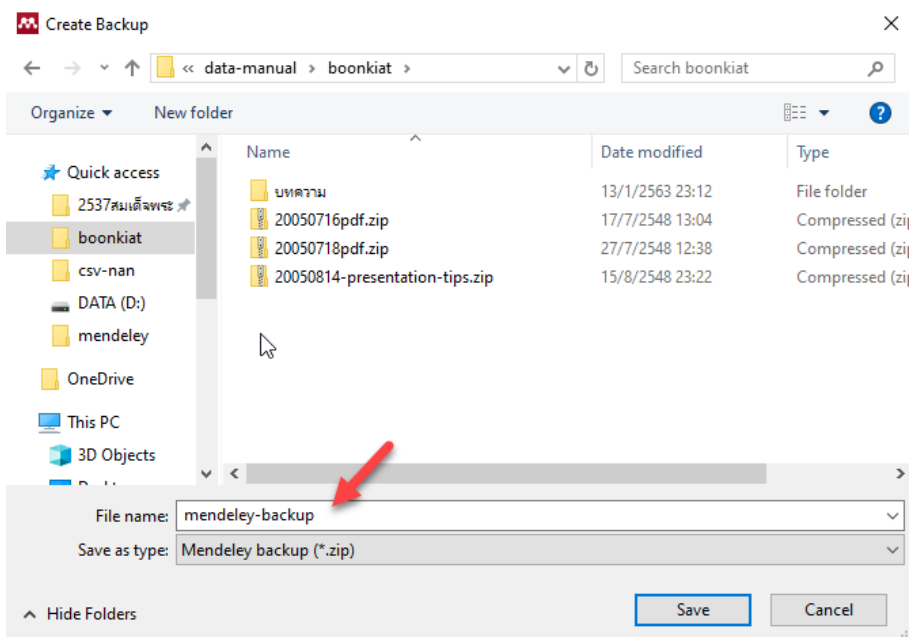 Create Backup
« data-manual › boonkiat ›
Search boonkiat
Organize
New folder
Name
Date modified
Type
Quick access
2537สมเด็จพระ
boonkiat
csv-nan
DATA (D:)
mendeley
OneDrive
This PC
3D Objects
บทความ 13/1/2563 23:12 File folder
20050716pdf.zip 17/7/2548 13:04 Compressed (zip
20050718pdf.zip 27/7/2548 12:38 Compressed (zip
20050814-presentation-tips.zip 15/8/2548 23:22 Compressed (zip
File name: mendeley-backup
Save as type: Mendeley backup (*.zip)
Hide Folders
Save
Cancel